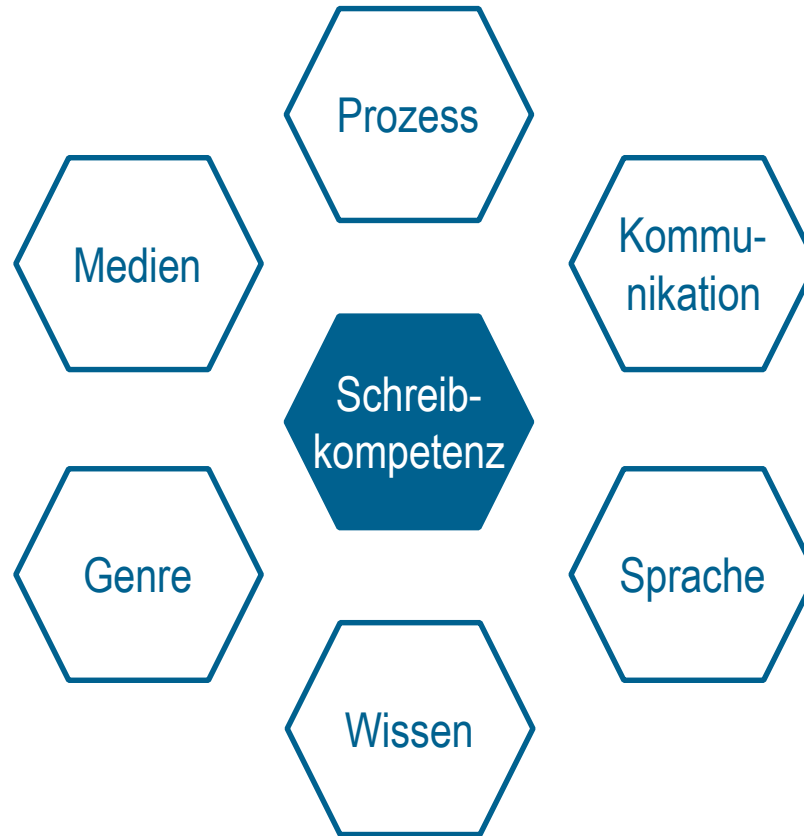 Prozess
Medien
Kommu-
nikation
Schreib-
kompetenz
Genre
Sprache
Wissen